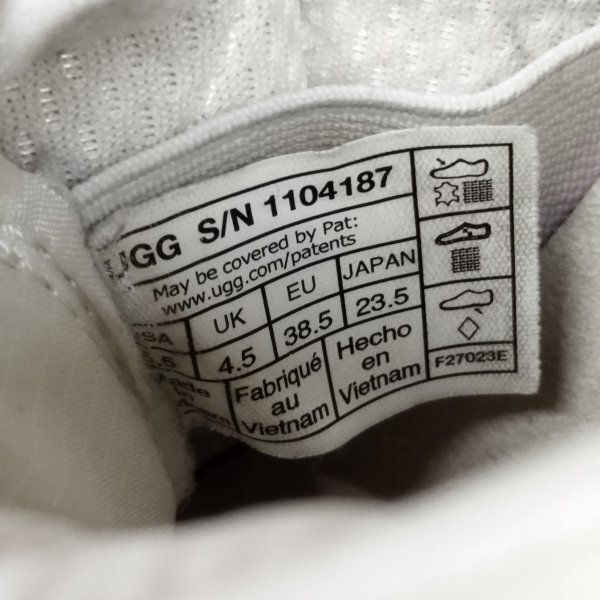 UGG S/N 1104187
May be covered by Pat:
www.ugg.com/patents
UK EU JAPAN
4.5 38.5 23.5
Fabriqué au Vietnam
Hecho en Vietnam
F27023E